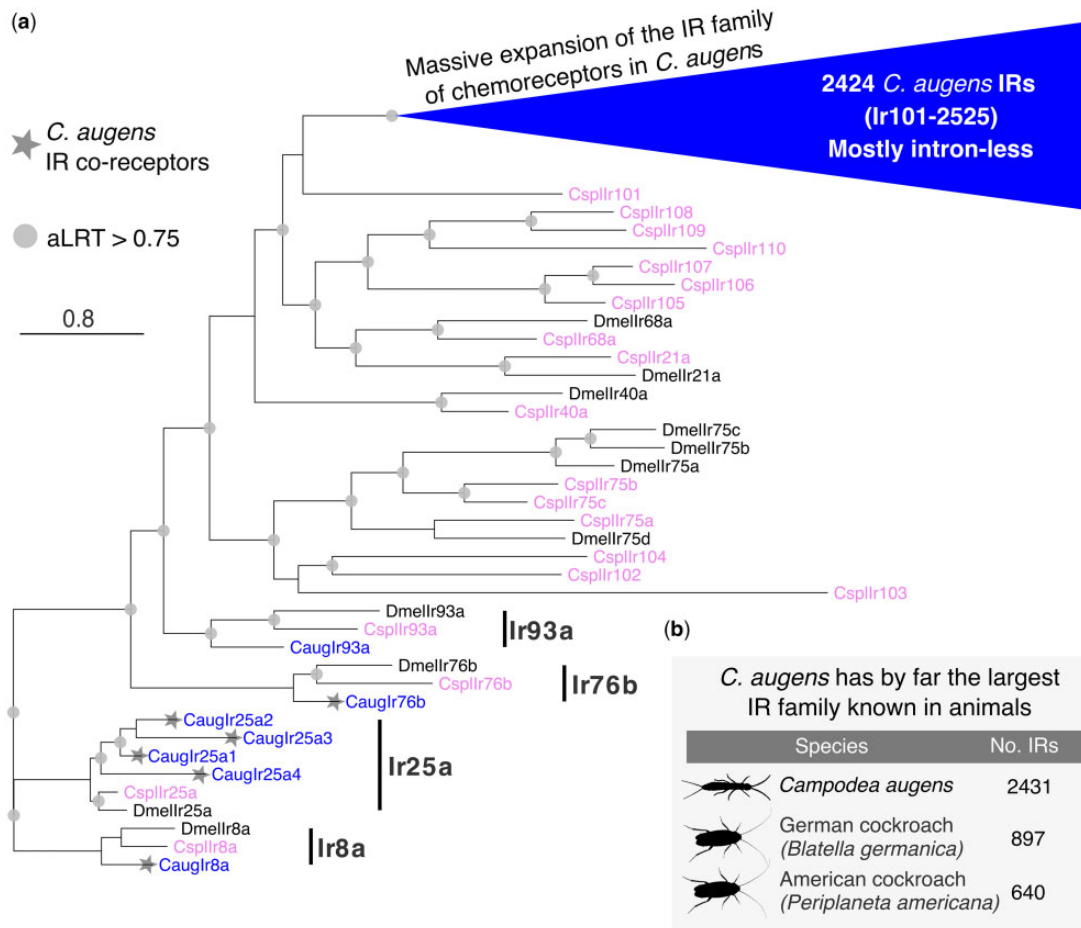 (a)
Massive expansion of the IR family
of chemoreceptors in C. augens
2424 C. augens IRs
(Ir101-2525)
Mostly intron-less
C. augens
IR co-receptors
aLRT > 0.75
0.8
CspIIr101
CspIIr108
CspIIr109
CspIIr110
CspIIr107
CspIIr106
CspIIr105
DmelIr68a
CspIIr68a
CspIIr21a
DmelIr21a
DmelIr40a
CspIIr40a
DmelIr75c
DmelIr75b
DmelIr75a
CspIIr75b
CspIIr75c
CspIIr75a
DmelIr75d
CspIIr104
CspIIr102
CspIIr103
DmelIr93a
CspIIr93a
CaugIr93a
Ir93a
DmelIr76b
CspIIr76b
CaugIr76b
Ir76b
CaugIr25a2
CaugIr25a3
CaugIr25a1
CaugIr25a4
CspIIr25a
DmelIr25a
Ir25a
DmelIr8a
CspIIr8a
CaugIr8a
Ir8a
(b)
C. augens has by far the largest
IR family known in animals
Species No. IRs
Campodea augens 2431
German cockroach
(Blatella germanica) 897
American cockroach
(Periplaneta americana) 640